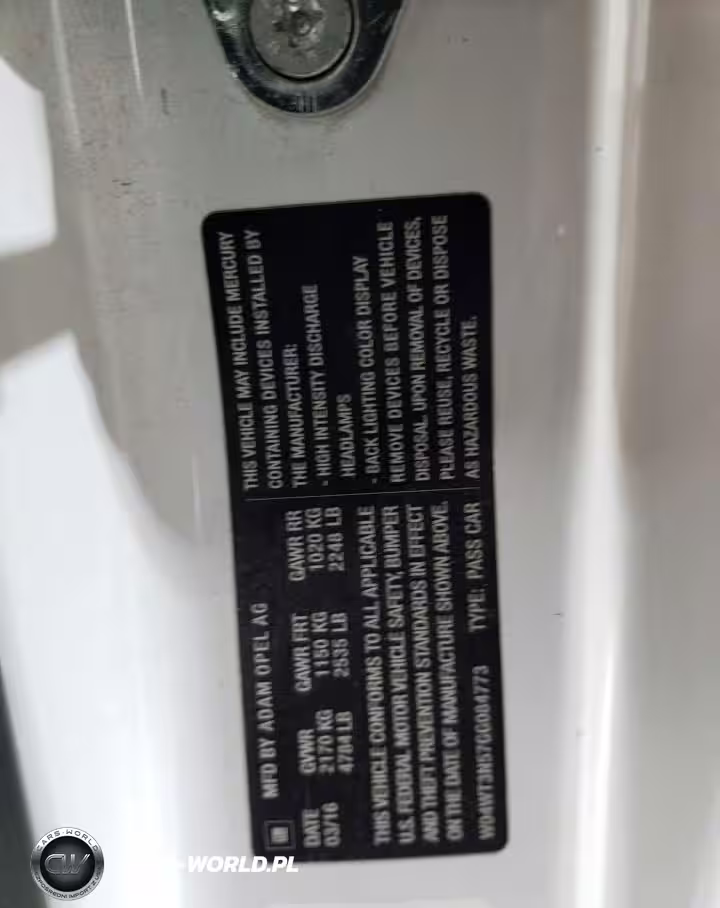 GM
MFD BY ADAM OPEL AG
DATE GVWR GAWR FRT GAWR RR
03/16 2170 KG 1150 KG 1020 KG
4784 LB 2535 LB 2248 LB
THIS VEHICLE CONFORMS TO ALL APPLICABLE
U.S. FEDERAL MOTOR VEHICLE SAFETY, BUMPER
AND THEFT PREVENTION STANDARDS IN EFFECT
ON THE DATE OF MANUFACTURE SHOWN ABOVE.
TYPE: PASS CAR
THIS VEHICLE MAY INCLUDE MERCURY
CONTAINING DEVICES INSTALLED BY
THE MANUFACTURER:
- HIGH INTENSITY DISCHARGE
HEADLAMPS
- BACK LIGHTING COLOR DISPLAY
REMOVE DEVICES BEFORE VEHICLE
DISPOSAL. UPON REMOVAL OF DEVICES,
PLEASE REUSE, RECYCLE OR DISPOSE
AS HAZARDOUS WASTE.
CARS-WORLD
CW
-WORLD.PL